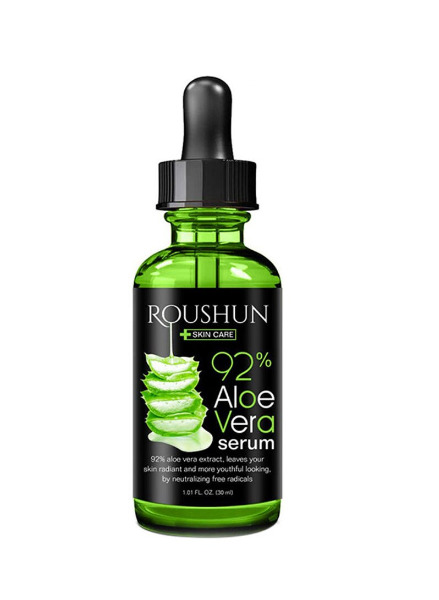 ROUSHUN
SKIN CARE
92%
Aloe
Vera
serum
92% aloe vera extract, leaves your
skin radiant and more youthful looking,
by neutralizing free radicals
1.01 FL. OZ. (30 ml)